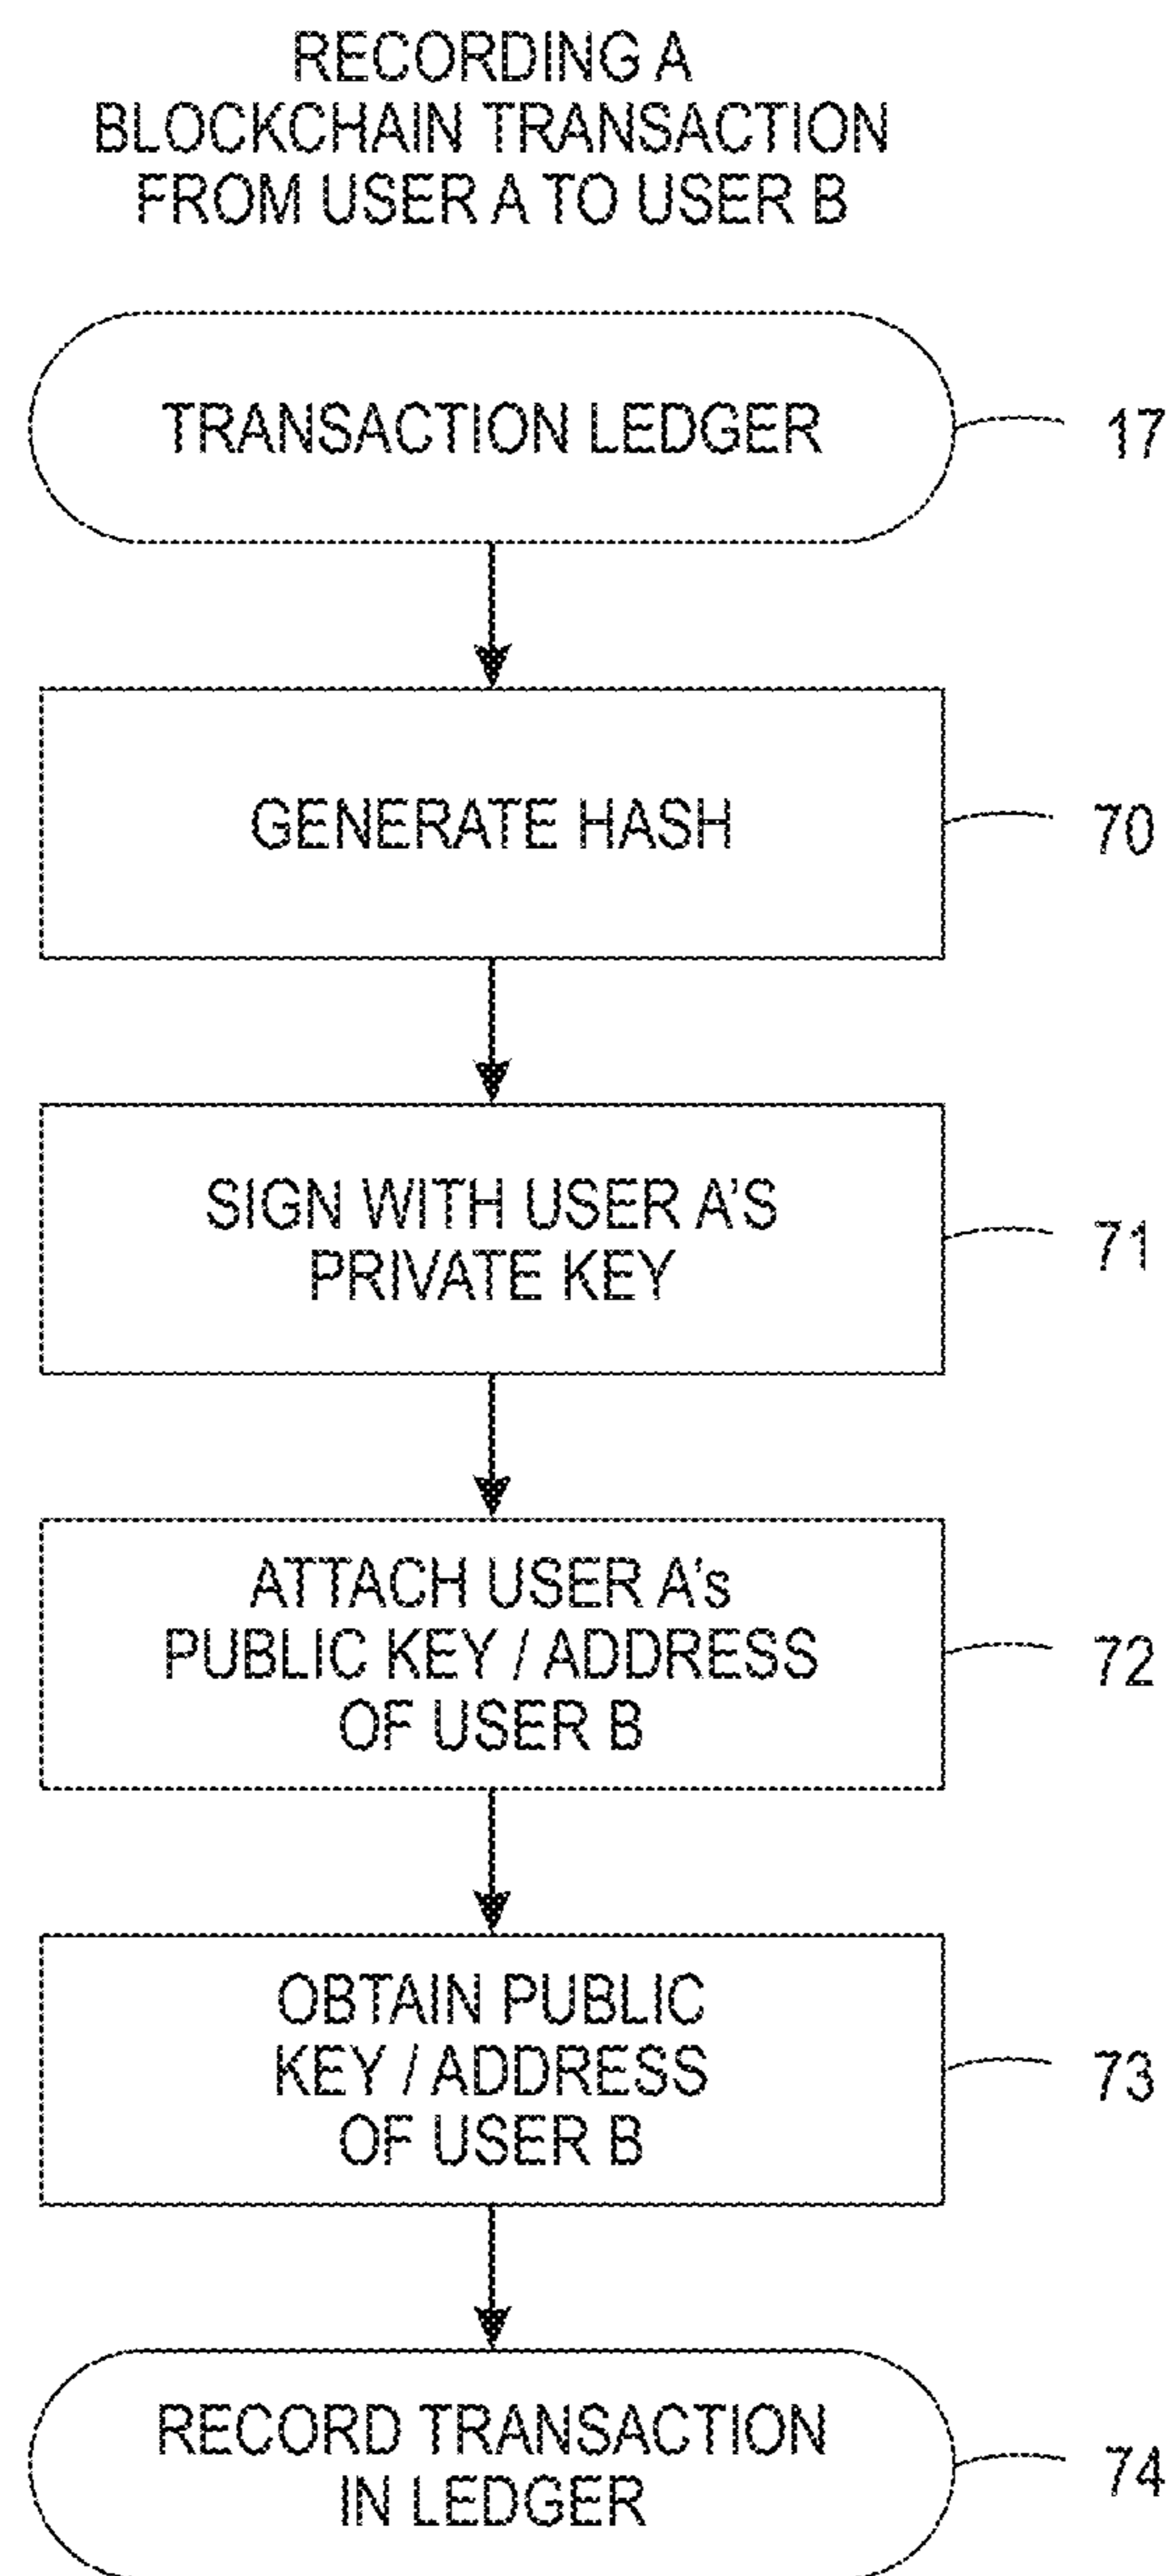 RECORDING A
BLOCKCHAIN TRANSACTION
FROM USER A TO USER B
TRANSACTION LEDGER
17
GENERATE HASH
70
SIGN WITH USER A'S
PRIVATE KEY
71
ATTACH USER A's
PUBLIC KEY / ADDRESS
OF USER B
72
OBTAIN PUBLIC
KEY / ADDRESS
OF USER B
73
RECORD TRANSACTION
IN LEDGER
74